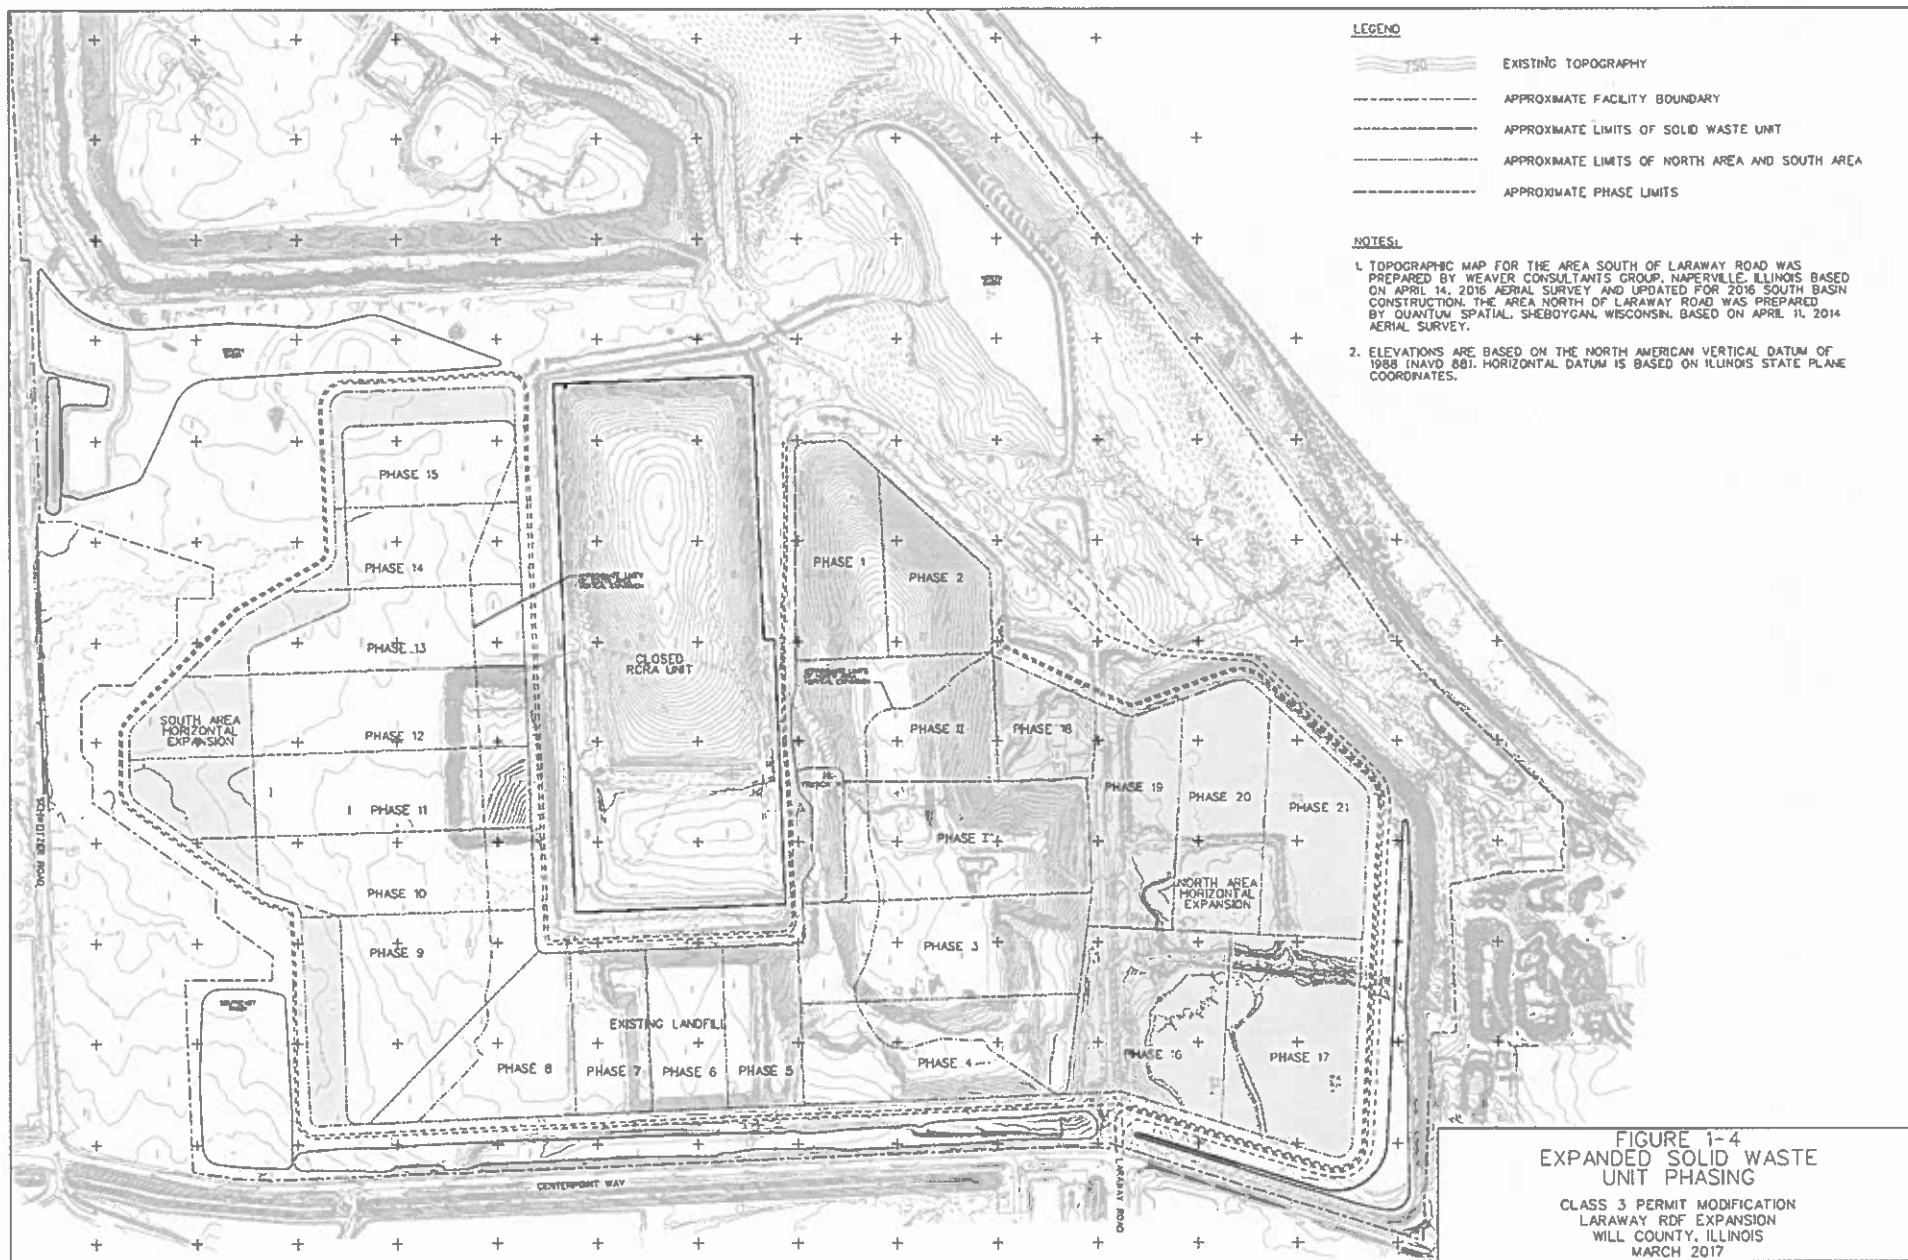 LEGEND
750
EXISTING TOPOGRAPHY
APPROXIMATE FACILITY BOUNDARY
APPROXIMATE LIMITS OF SOLID WASTE UNIT
APPROXIMATE LIMITS OF NORTH AREA AND SOUTH AREA
APPROXIMATE PHASE LIMITS
NOTES:
1. TOPOGRAPHIC MAP FOR THE AREA SOUTH OF LARAWAY ROAD WAS
PREPARED BY WEAVER CONSULTANTS GROUP, NAPERVILLE, ILLINOIS BASED
ON APRIL 14, 2016 AERIAL SURVEY AND UPDATED FOR 2016 SOUTH BASIN
CONSTRUCTION. THE AREA NORTH OF LARAWAY ROAD WAS PREPARED
BY QUANTUM SPATIAL, SHEBOYGAN, WISCONSIN, BASED ON APRIL 11, 2014
AERIAL SURVEY.
2. ELEVATIONS ARE BASED ON THE NORTH AMERICAN VERTICAL DATUM OF
1988 (NAVD 88). HORIZONTAL DATUM IS BASED ON ILLINOIS STATE PLANE
COORDINATES.
PHASE 15
PHASE 14
PHASE 13
PHASE 12
PHASE 11
PHASE 10
PHASE 9
SOUTH AREA
HORIZONTAL
EXPANSION
CLOSED
RCRA UNIT
PHASE 1
PHASE 2
PHASE II
PHASE 18
PHASE 19
PHASE 20
PHASE 21
PHASE I
NORTH AREA
HORIZONTAL
EXPANSION
PHASE 3
EXISTING LANDFILL
PHASE 8
PHASE 7
PHASE 6
PHASE 5
PHASE 4
PHASE 16
PHASE 17
SCHWEITZER ROAD
CENTERPOINT WAY
LARAWAY ROAD
FIGURE 1-4
EXPANDED SOLID WASTE
UNIT PHASING
CLASS 3 PERMIT MODIFICATION
LARAWAY RDF EXPANSION
WILL COUNTY, ILLINOIS
MARCH 2017